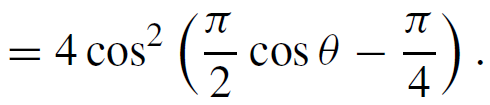 = 4 cos² (π/2 cos θ − π/4).